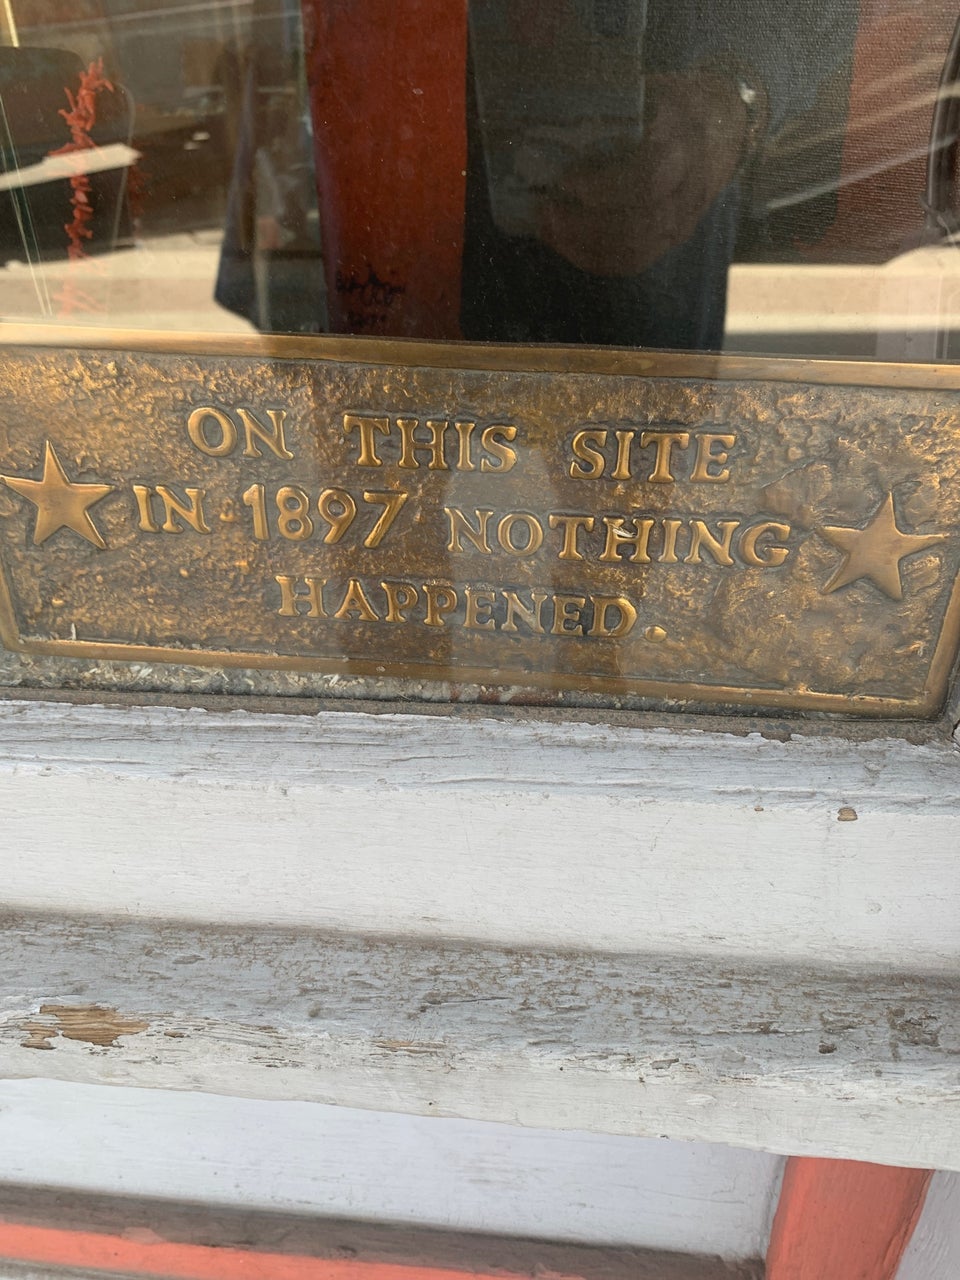 ON THIS SITE
IN 1897 NOTHING
HAPPENED.